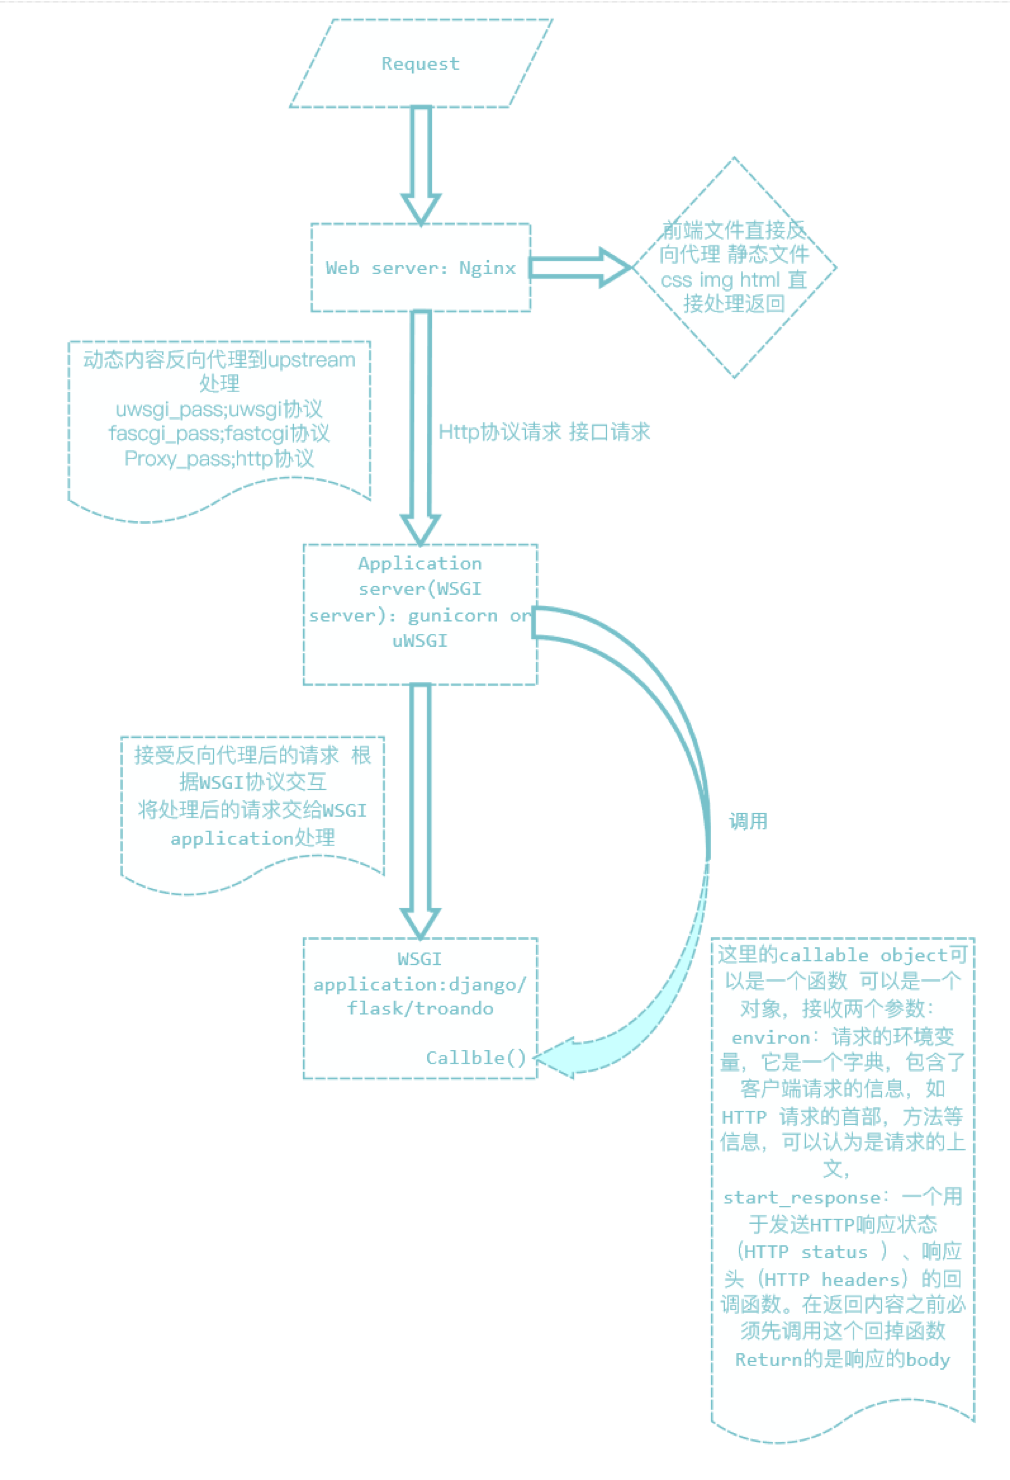 Request
Web server: Nginx
前端文件直接反
向代理 静态文件
css img html 直
接处理返回
动态内容反向代理到upstream
处理
uwsgi_pass;uwsgi协议
fascgi_pass;fastcgi协议
Proxy_pass;http协议
Http协议请求 接口请求
Application
server(WSGI
server): gunicorn or
uWSGI
接受反向代理后的请求 根
据WSGI协议交互
将处理后的请求交给WSGI
application处理
调用
WSGI
application:django/
flask/troando
Callble()
这里的callable object可
以是一个函数 可以是一个
对象, 接收两个参数:
environ: 请求的环境变
量, 它是一个字典, 包含了
客户端请求的信息, 如
HTTP 请求的首部, 方法等
信息, 可以认为是请求的上
文,
start_response: 一个用
于发送HTTP响应状态
（HTTP status ）、响应
头（HTTP headers）的回
调函数。在返回内容之前必
须先调用这个回掉函数
Return的是响应的body